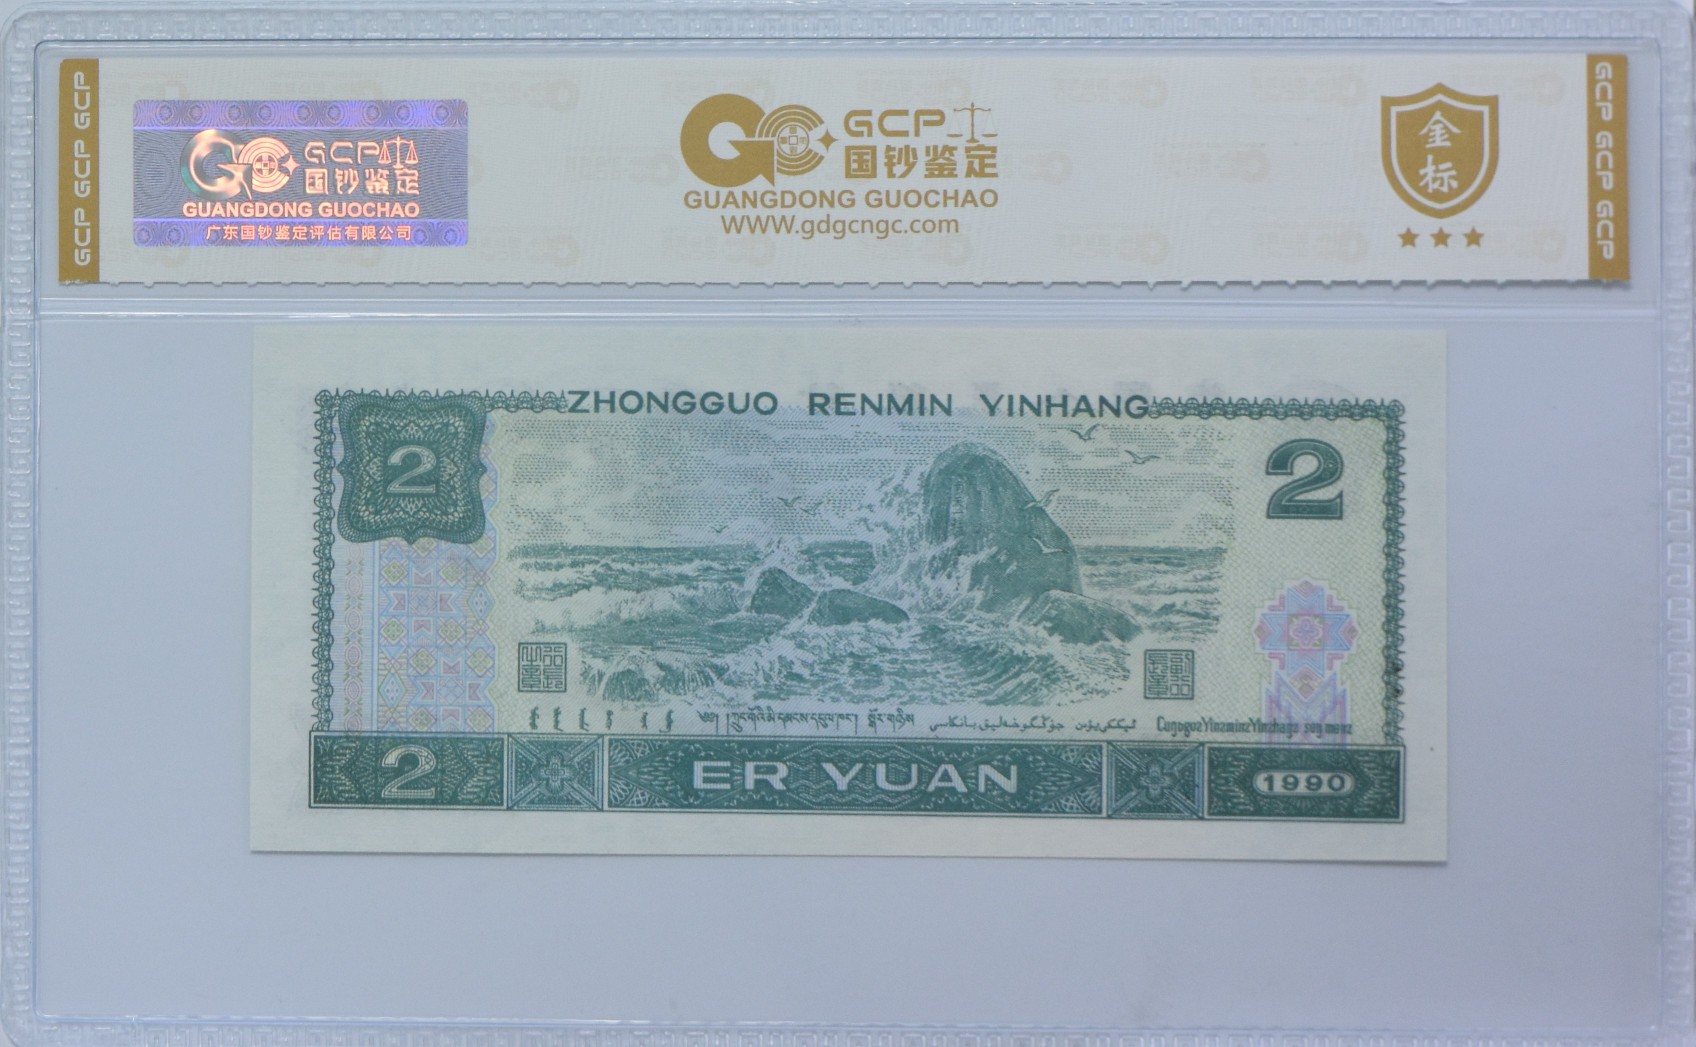 GCP GCP GCP
GCP 国钞鉴定
GUANGDONG GUOCHAO
广东国钞鉴定评估有限公司
GCP
国钞鉴定
GUANGDONG GUOCHAO
WWW.gdgcngc.com
金标
GCP GCP GCP
ZHONGGUO RENMIN YINHANG
2
2
2
ER YUAN
1990